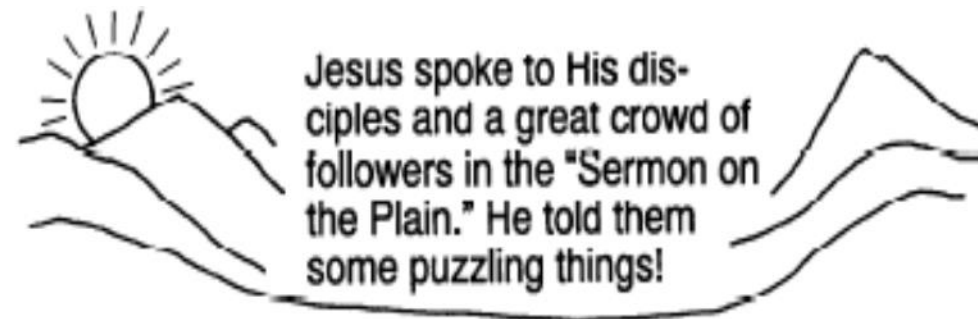 Jesus spoke to His dis-
ciples and a great crowd of
followers in the "Sermon on
the Plain." He told them
some puzzling things!